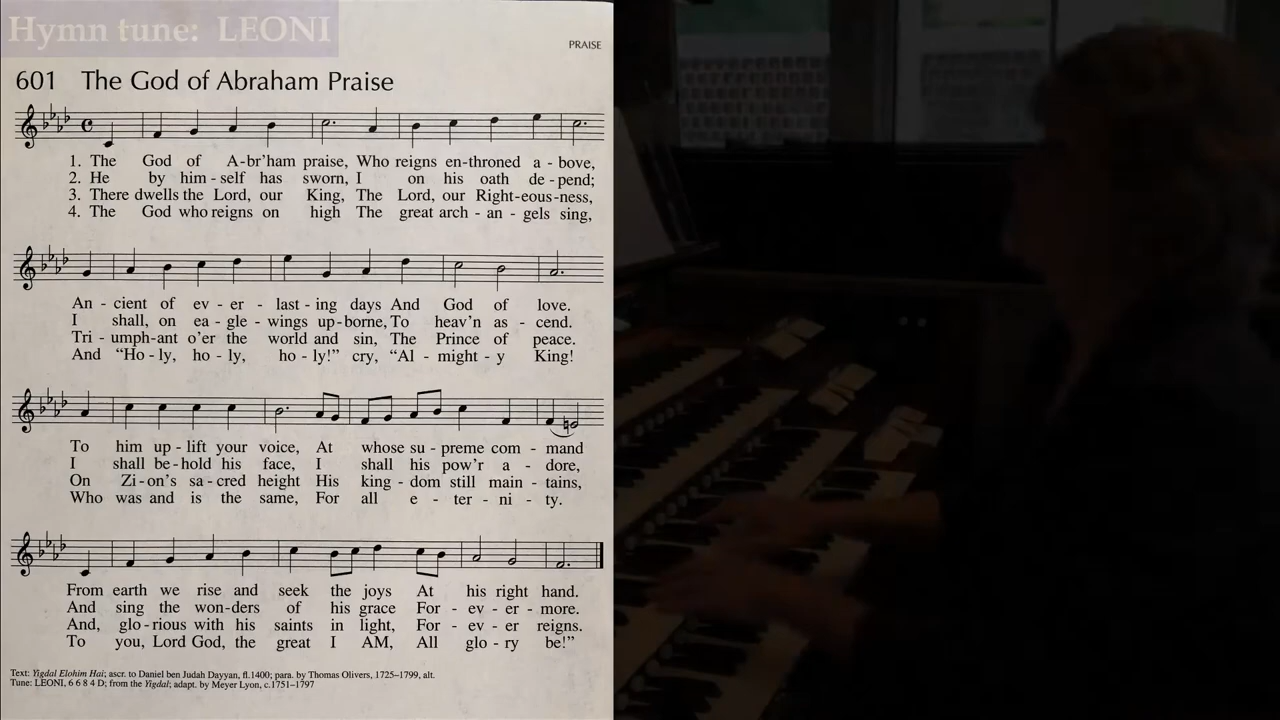 Hymn tune: LEONI
PRAISE
601 The God of Abraham Praise
1. The God of A-br'ham praise, Who reigns en-throned a - bove,
2. He by him - self has sworn, I on his oath de - pend;
3. There dwells the Lord, our King, The Lord, our Right-eous-ness,
4. The God who reigns on high The great arch - an - gels sing,
An - cient of ev - er - last - ing days And God of love.
I shall, on ea - gle - wings up-borne, To heav'n as - cend.
Tri - umph-ant o'er the world and sin, The Prince of peace.
And “Ho - ly, ho - ly, ho - ly!” cry, “Al - might - y King!
To him up - lift your voice, At whose su - preme com - mand
I shall be - hold his face, I shall his pow'r a - dore,
On Zi - on's sa - cred height His king - dom still main - tains,
Who was and is the same, For all e - ter - ni - ty.
From earth we rise and seek the joys At his right hand.
And sing the won-ders of his grace For - ev - er - more.
And, glo - rious with his saints in light, For - ev - er reigns.
To you, Lord God, the great I AM, All glo - ry be!”
Text: Yigdal Elohim Hai; ascr. to Daniel ben Judah Dayyan, fl.1400; para. by Thomas Olivers, 1725–1799, alt.
Tune: LEONI, 6 6 8 4 D; from the Yigdal; adapt. by Meyer Lyon, c.1751–1797